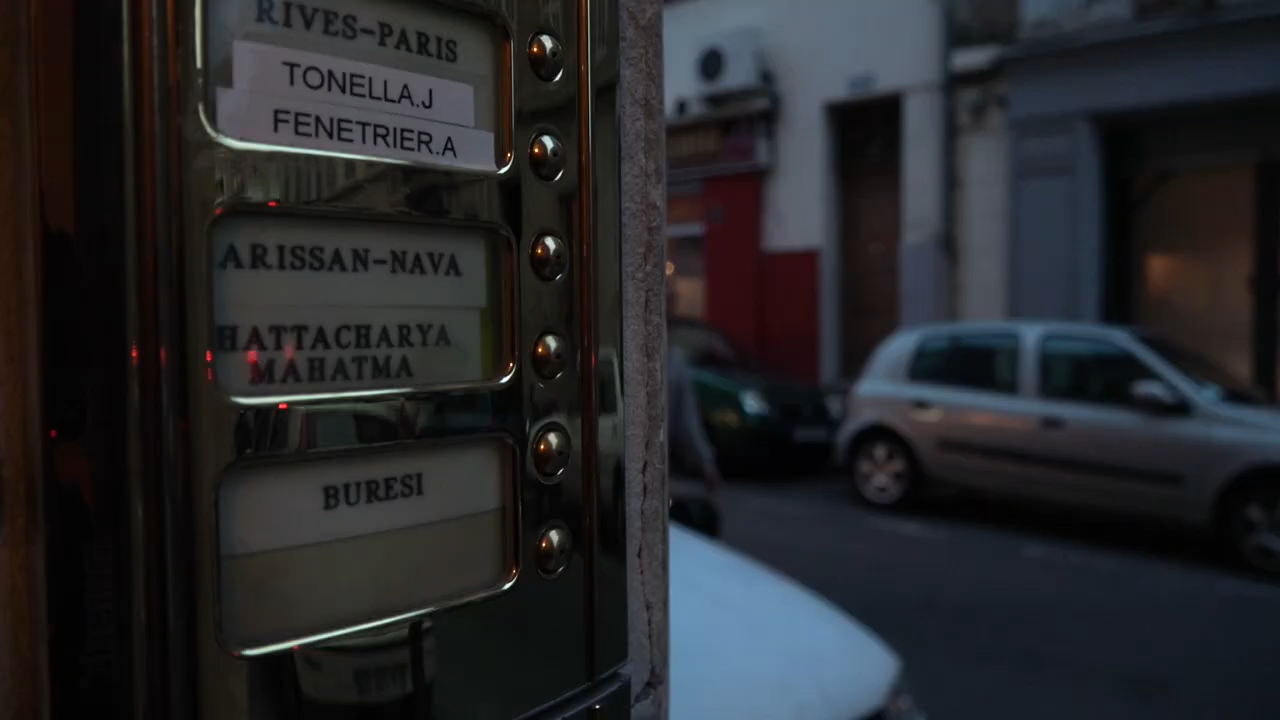 RIVES-PARIS
TONELLA.J
FENETRIER.A
ARISSAN-NAVA
HATTACHARYA
MAHATMA
BURESI